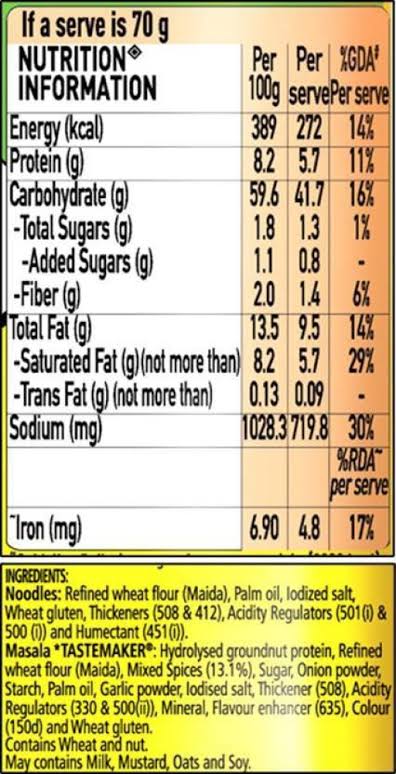 If a serve is 70 g
NUTRITION◈ Per Per %GDA#
INFORMATION 100g serve Per serve
Energy (kcal) 389 272 14%
Protein (g) 8.2 5.7 11%
Carbohydrate (g) 59.6 41.7 16%
-Total Sugars (g) 1.8 1.3 1%
-Added Sugars (g) 1.1 0.8 -
-Fiber (g) 2.0 1.4 6%
Total Fat (g) 13.5 9.5 14%
-Saturated Fat (g)(not more than) 8.2 5.7 29%
-Trans Fat (g) (not more than) 0.13 0.09 -
Sodium (mg) 1028.3 719.8 30%
%RDA~
per serve
~Iron (mg) 6.90 4.8 17%
INGREDIENTS:
Noodles: Refined wheat flour (Maida), Palm oil, Iodized salt,
Wheat gluten, Thickeners (508 & 412), Acidity Regulators (501(i) &
500 (i)) and Humectant (451(i)).
Masala *TASTEMAKER®: Hydrolysed groundnut protein, Refined
wheat flour (Maida), Mixed Spices (13.1%), Sugar, Onion powder,
Starch, Palm oil, Garlic powder, Iodised salt, Thickener (508), Acidity
Regulators (330 & 500(ii)), Mineral, Flavour enhancer (635), Colour
(150d) and Wheat gluten.
Contains Wheat and nut.
May contains Milk, Mustard, Oats and Soy.